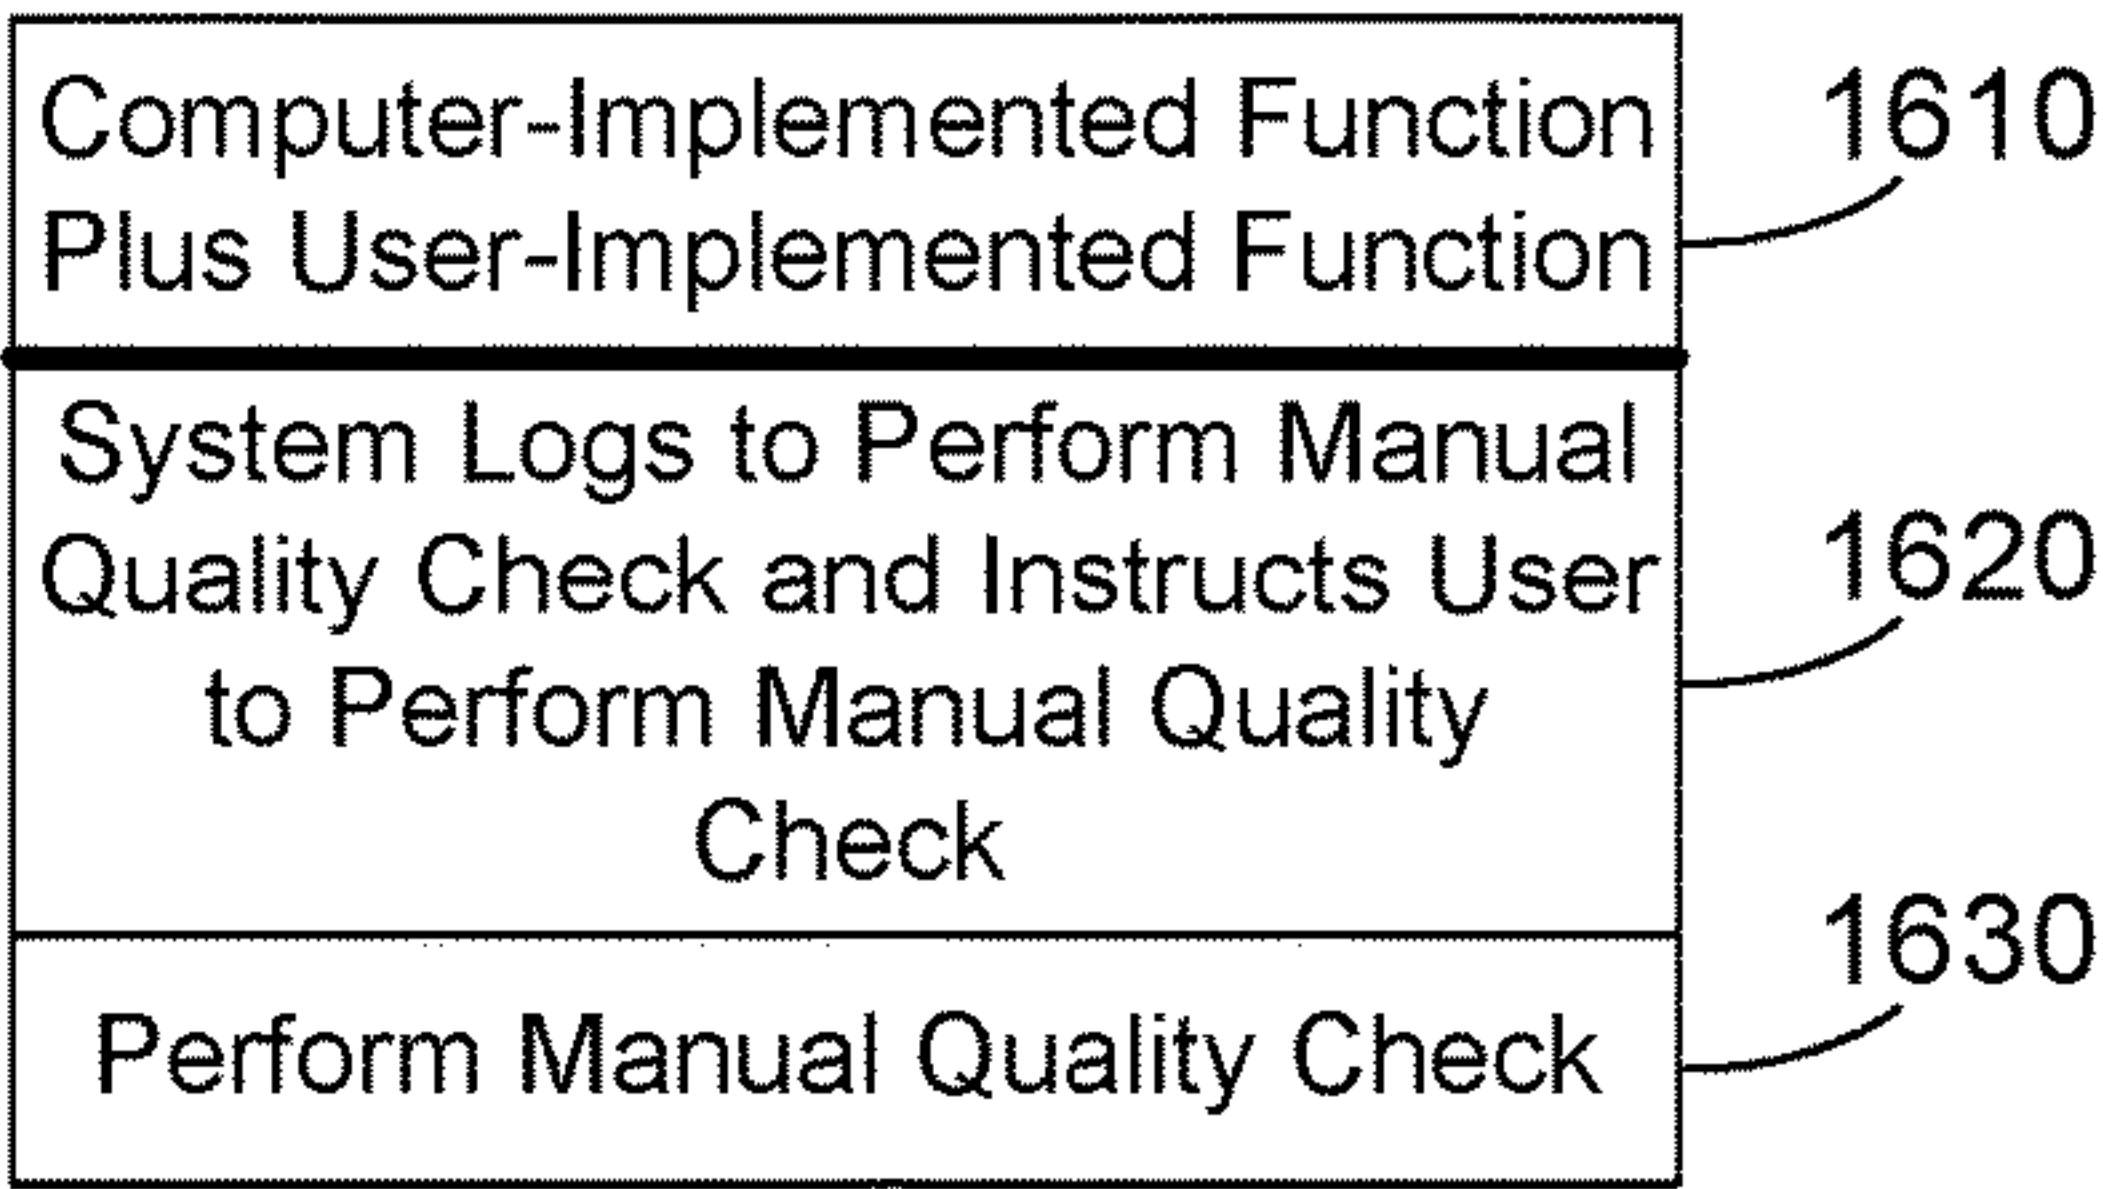 Computer-Implemented Function
Plus User-Implemented Function
1610
System Logs to Perform Manual
Quality Check and Instructs User
to Perform Manual Quality
Check
1620
Perform Manual Quality Check
1630